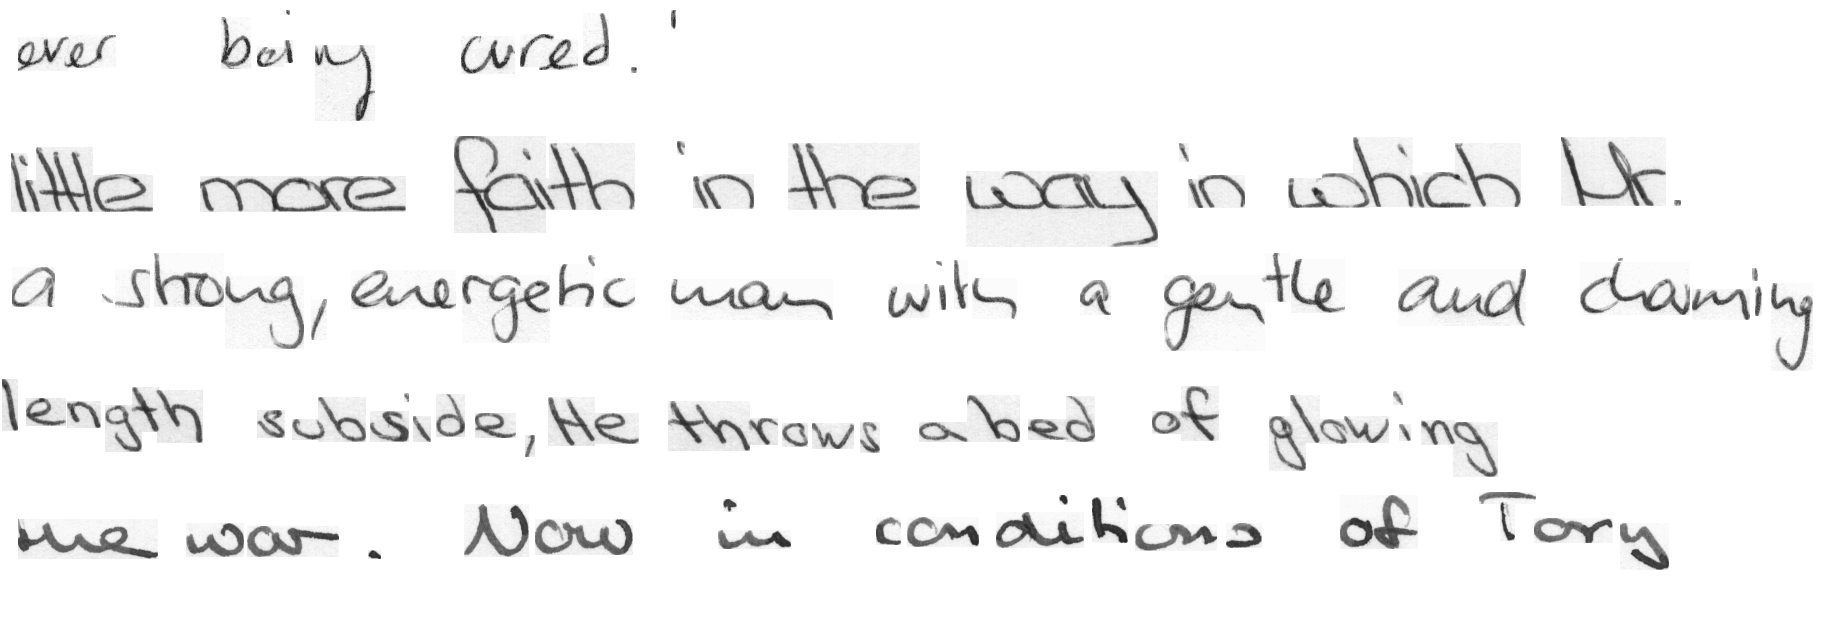 ever being cured.'
little more faith in the way in which Mr.
a strong, energetic man with a gentle and charming
length subside, He throws a bed of glowing
the war. Now in conditions of Tory